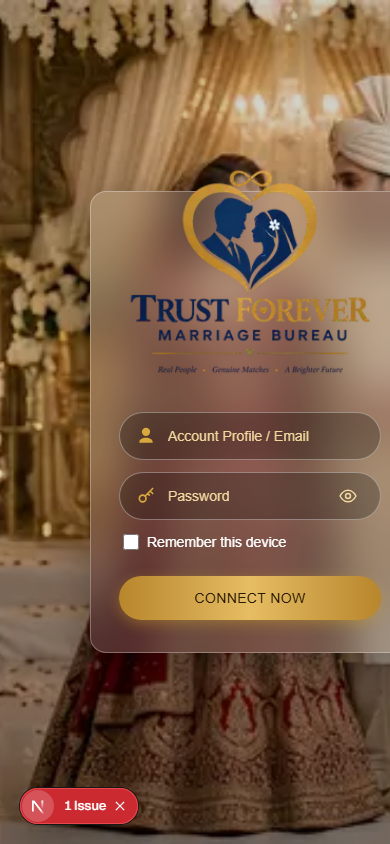 TRUST FOREVER
MARRIAGE BUREAU
Real People • Genuine Matches • A Brighter Future
Account Profile / Email
Password
Remember this device
CONNECT NOW
N 1 Issue